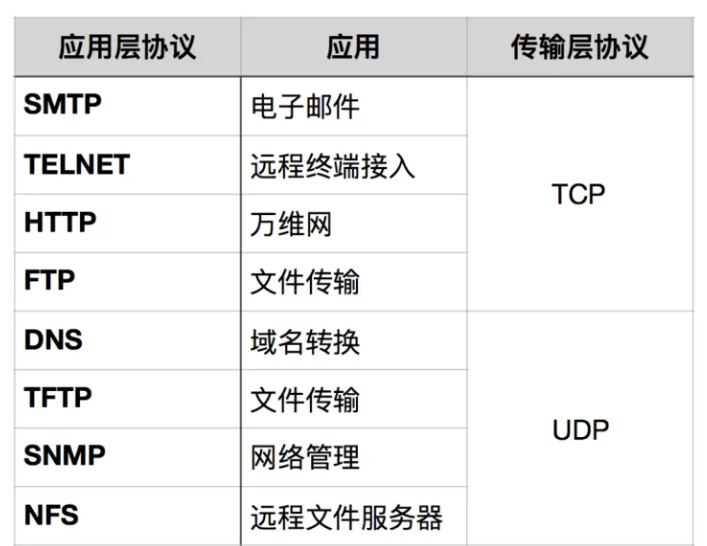 应用层协议 应用 传输层协议
SMTP 电子邮件
TELNET 远程终端接入
TCP
HTTP 万维网
FTP 文件传输
DNS 域名转换
TFTP 文件传输
UDP
SNMP 网络管理
NFS 远程文件服务器